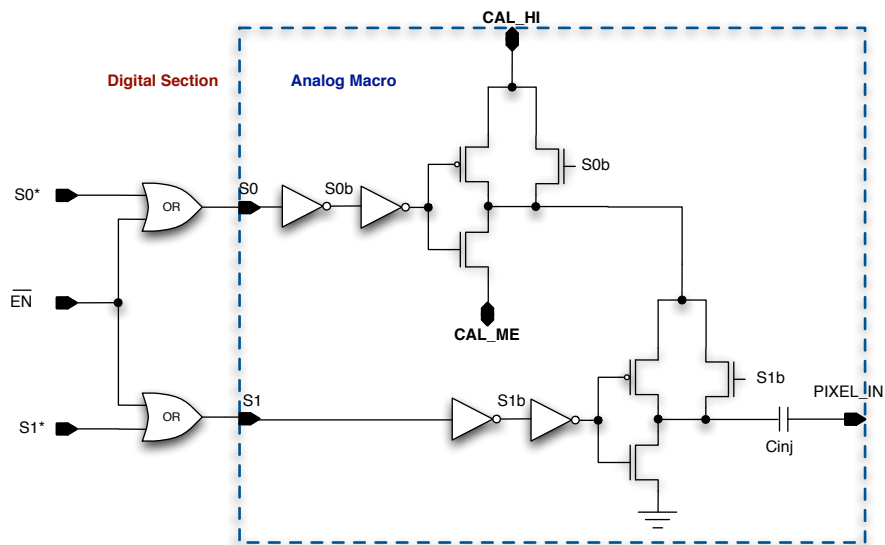 CAL_HI
Digital Section
Analog Macro
S0b
S0*
OR
S0
S0b
EN
CAL_ME
S1b
PIXEL_IN
S1*
OR
S1
S1b
Cinj